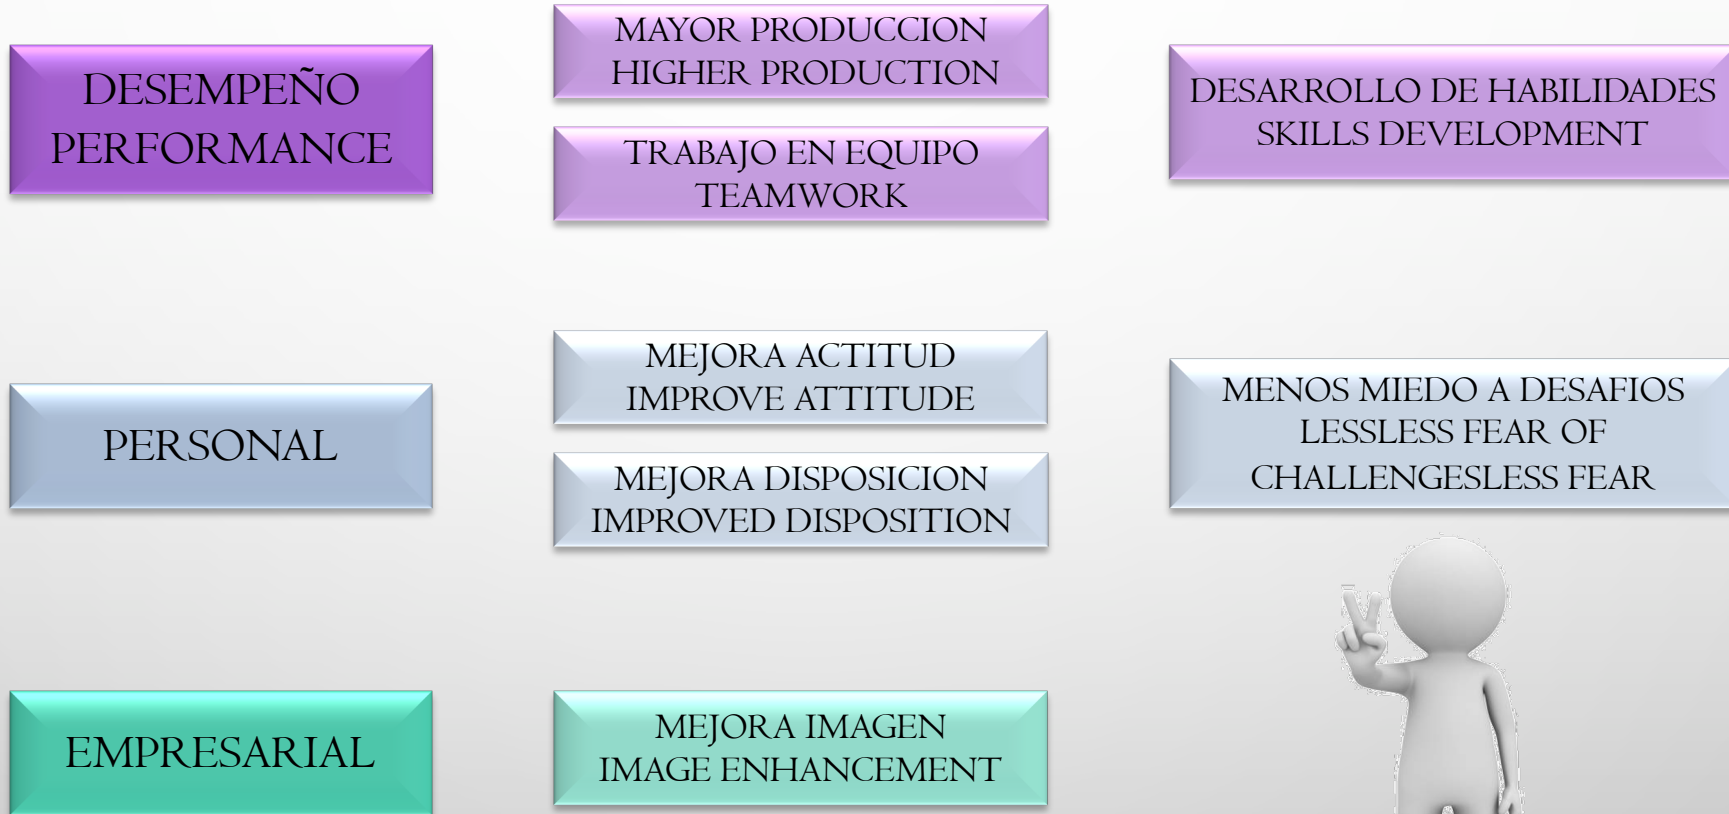 DESEMPEÑO
PERFORMANCE
MAYOR PRODUCCION
HIGHER PRODUCTION
TRABAJO EN EQUIPO
TEAMWORK
DESARROLLO DE HABILIDADES
SKILLS DEVELOPMENT
PERSONAL
MEJORA ACTITUD
IMPROVE ATTITUDE
MEJORA DISPOSICION
IMPROVED DISPOSITION
MENOS MIEDO A DESAFIOS
LESSLESS FEAR OF
CHALLENGESLESS FEAR
EMPRESARIAL
MEJORA IMAGEN
IMAGE ENHANCEMENT